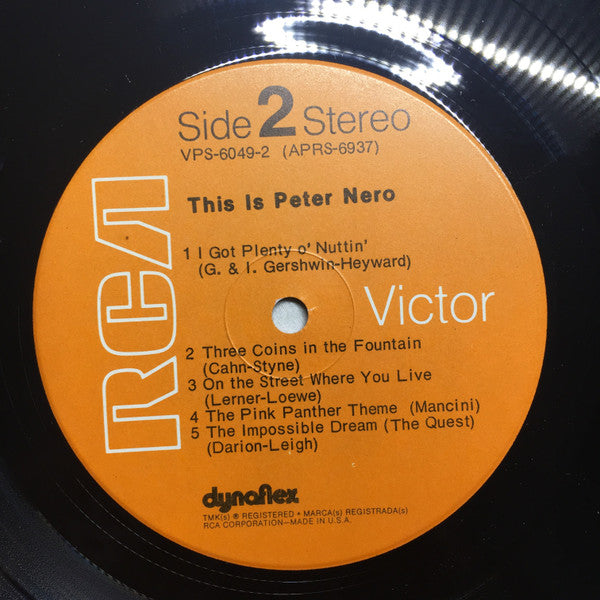 Side 2 Stereo
VPS-6049-2 (APRS-6937)
This Is Peter Nero
RCA
1 I Got Plenty o' Nuttin'
(G. & I. Gershwin-Heyward)
Victor
2 Three Coins in the Fountain
(Cahn-Styne)
3 On the Street Where You Live
(Lerner-Loewe)
4 The Pink Panther Theme (Mancini)
5 The Impossible Dream (The Quest)
(Darion-Leigh)
dynaflex
TMK(s) ® REGISTERED • MARCA(s) REGISTRADA(s)
RCA CORPORATION—MADE IN U.S.A.